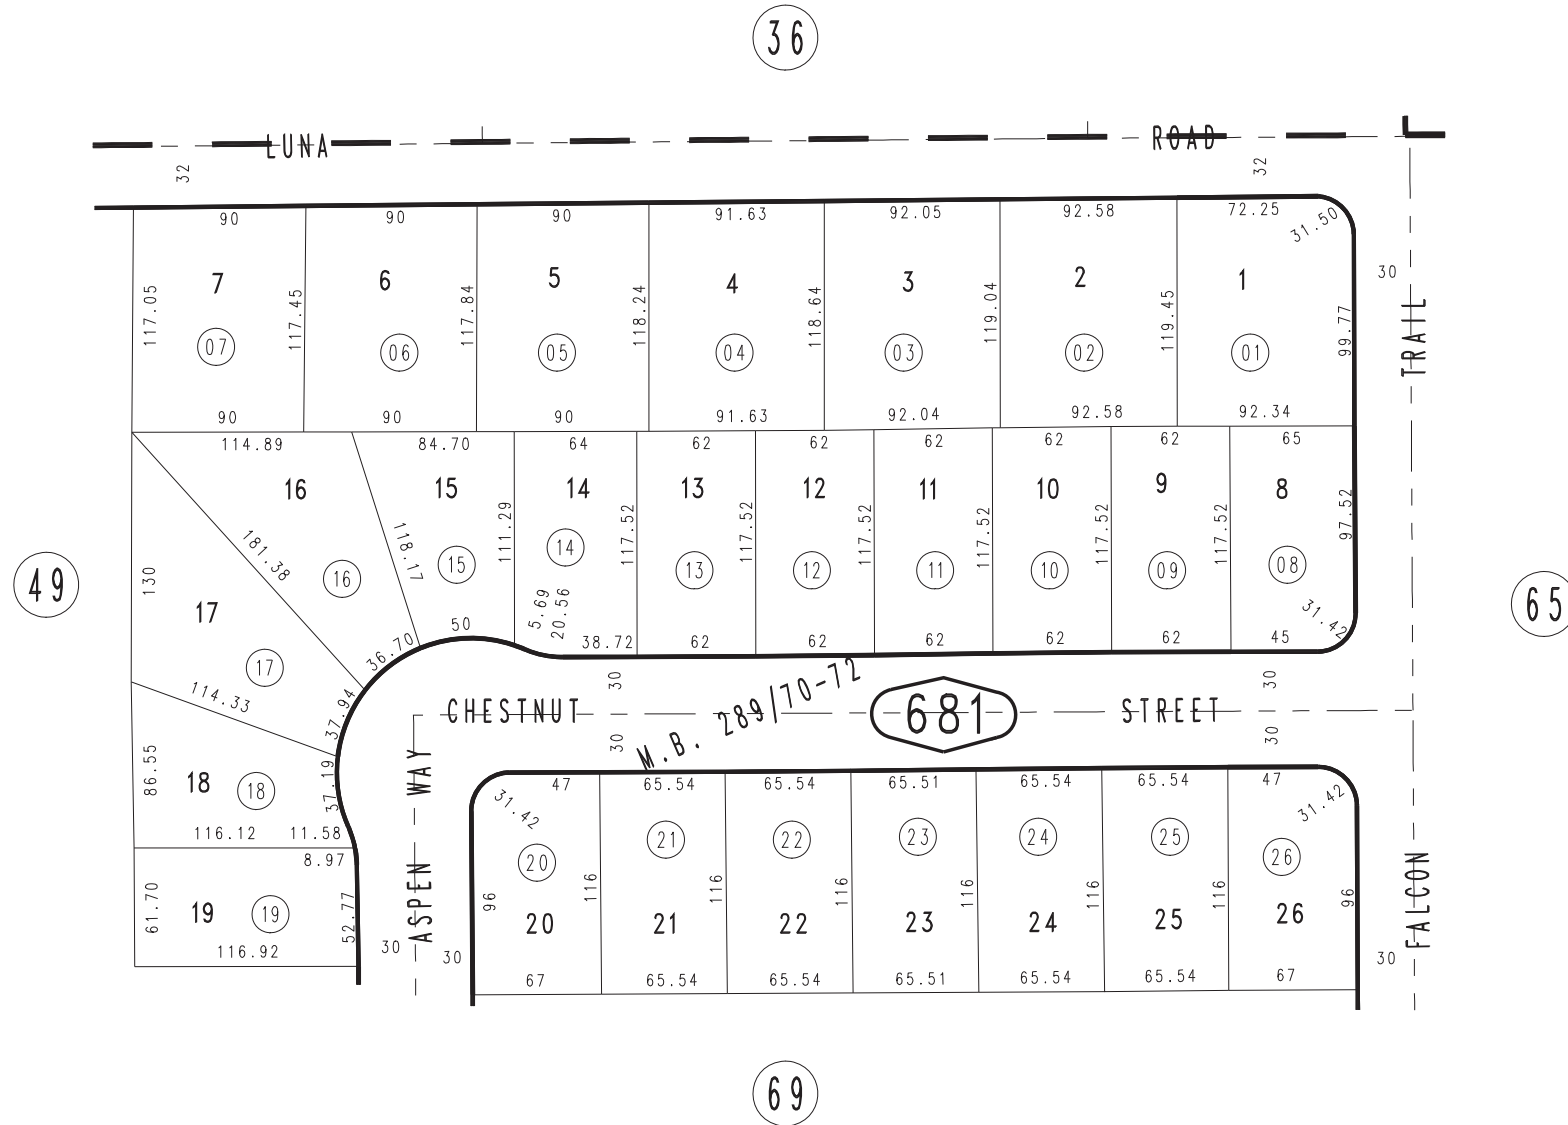 36
LUNA ROAD
32 32
90 90 90 91.63 92.05 92.58 72.25 31.50
7 6 5 4 3 2 1
30
117.05 117.45 117.84 118.24 118.64 119.04 119.45 99.77
TRAIL
07 06 05 04 03 02 01
90 90 90 91.63 92.04 92.58 92.34
114.89 84.70 64 62 62 62 62 62 65
16 15 14 13 12 11 10 9 8
181.38 118.17 111.29 117.52 117.52 117.52 117.52 117.52 117.52 97.52
16 15 14 13 12 11 10 09 08
49
130
17
17
65
5.69
20.56
36.70 50 38.72 62 62 62 62 62 45 31.42
114.33 37.94
30 30
CHESTNUT STREET
M.B. 289/70-72
681
30 30
86.55 18 18 37.19
116.12 11.58
8.97
61.70 19 19 52.77
116.92
ASPEN WAY
30 30
31.42 47 65.54 65.54 65.51 65.54 65.54 47 31.42
20 21 22 23 24 25 26
96 116 116 116 116 116 116 96
20 21 22 23 24 25 26
67 65.54 65.54 65.51 65.54 65.54 67
FALCON
30
69